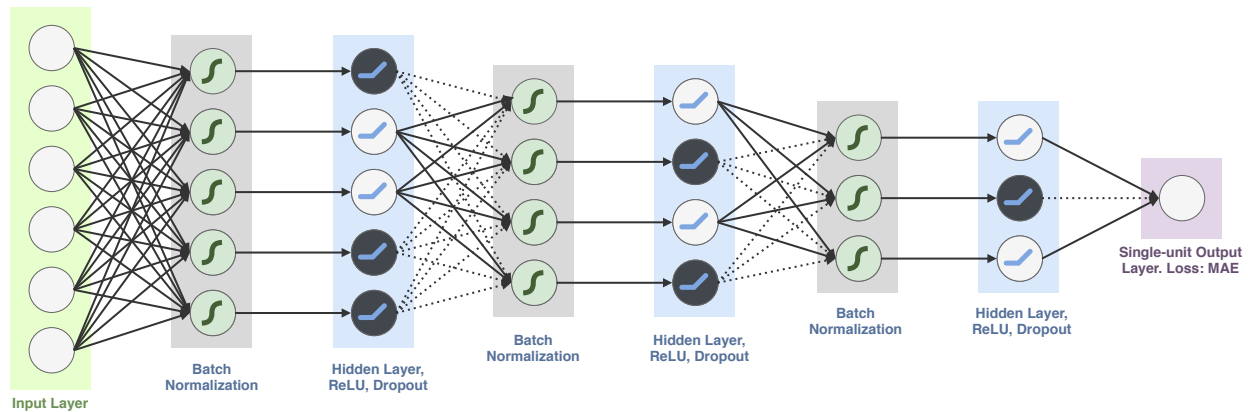 Input Layer
Batch
Normalization
Hidden Layer,
ReLU, Dropout
Batch
Normalization
Hidden Layer,
ReLU, Dropout
Batch
Normalization
Hidden Layer,
ReLU, Dropout
Single-unit Output
Layer. Loss: MAE